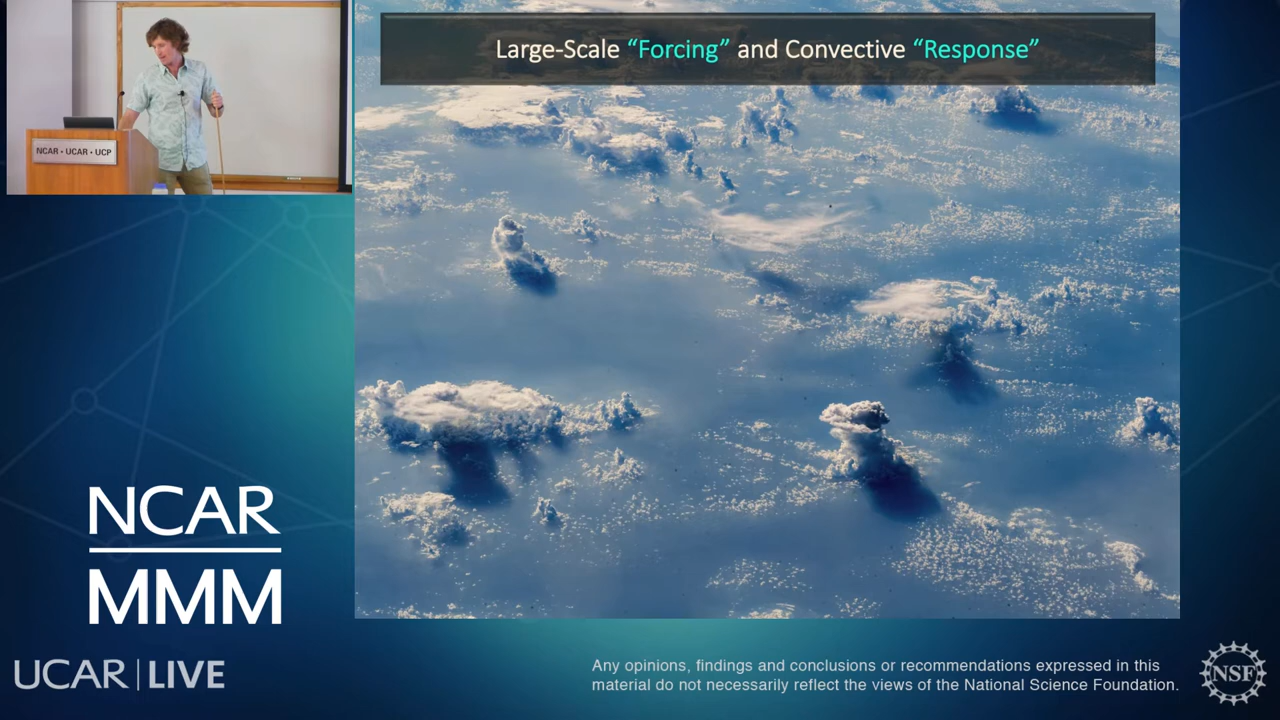 Large-Scale “Forcing” and Convective “Response”
NCAR • UCAR • UCP
NCAR
MMM
UCAR | LIVE
Any opinions, findings and conclusions or recommendations expressed in this
material do not necessarily reflect the views of the National Science Foundation.
NSF